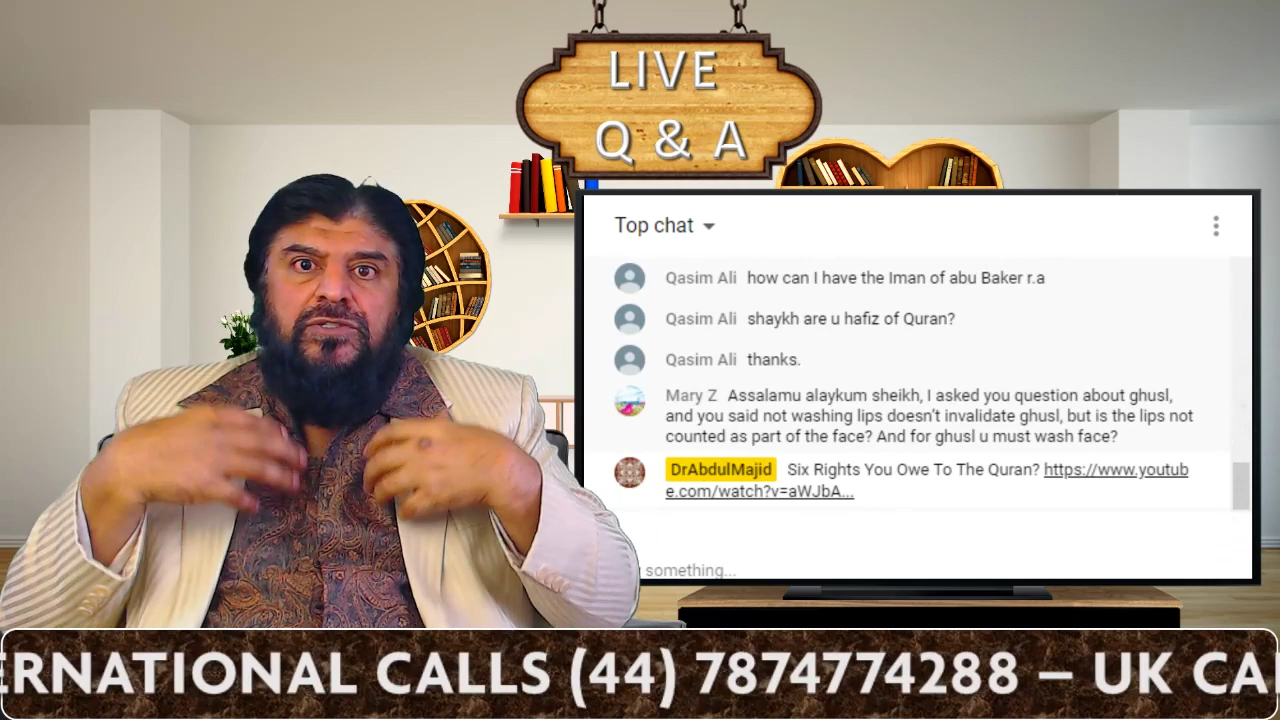 LIVE
Q & A
Top chat
Qasim Ali how can I have the Iman of abu Baker r.a
Qasim Ali shaykh are u hafiz of Quran?
Qasim Ali thanks.
Mary Z Assalamu alaykum sheikh, I asked you question about ghusl,
and you said not washing lips doesn't invalidate ghusl, but is the lips not
counted as part of the face? And for ghusl u must wash face?
DrAbdulMajid Six Rights You Owe To The Quran? https://www.youtub
e.com/watch?v=aWJbA...
something...
ERNATIONAL CALLS (44) 7874774288 – UK CA